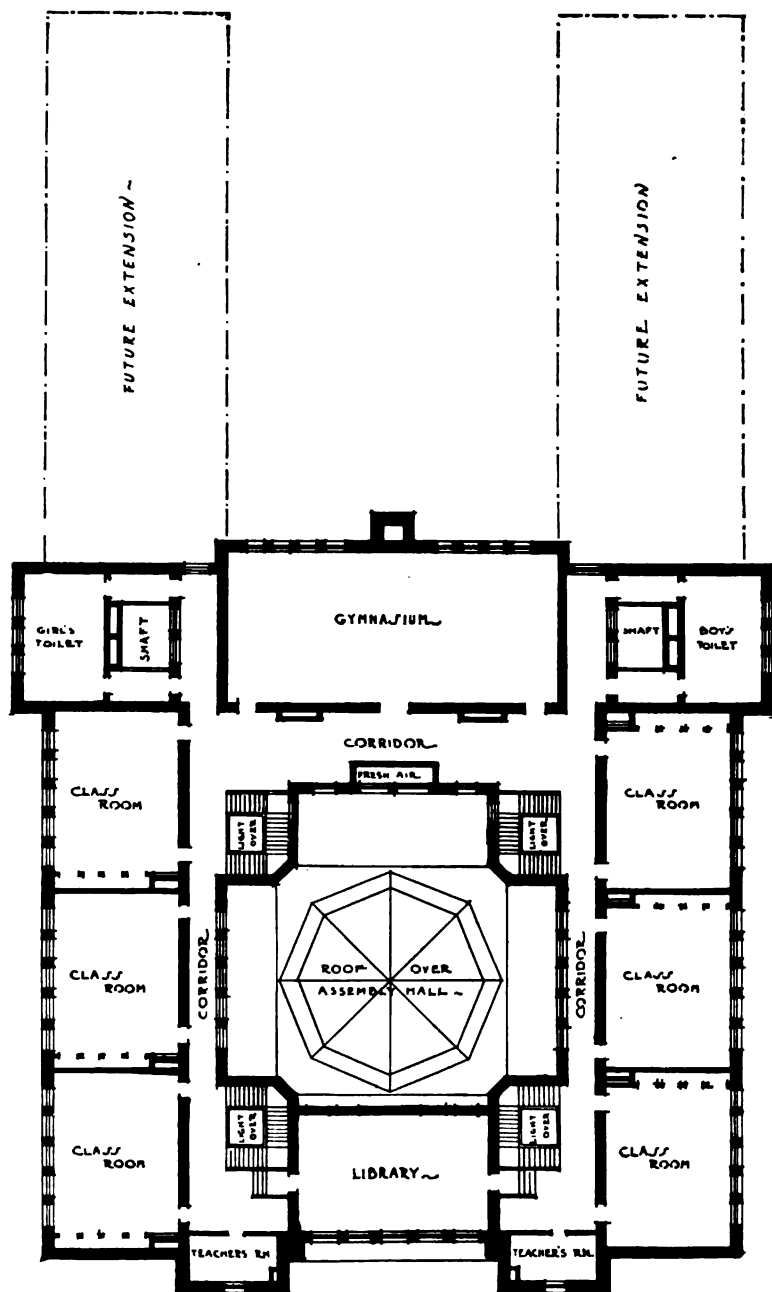 FUTURE EXTENSION ~
FUTURE EXTENSION
GIRL'S
TOILET
SHAFT
GYMNASIUM
SHAFT
BOY'S
TOILET
CORRIDOR
FRESH AIR
CLASS
ROOM
LIGHT
OVER
LIGHT
OVER
CLASS
ROOM
CLASS
ROOM
CORRIDOR
ROOF OVER
ASSEMBLY HALL ~
CORRIDOR
CLASS
ROOM
CLASS
ROOM
LIGHT
OVER
LIBRARY ~
LIGHT
OVER
CLASS
ROOM
TEACHERS RM
TEACHER'S RM.